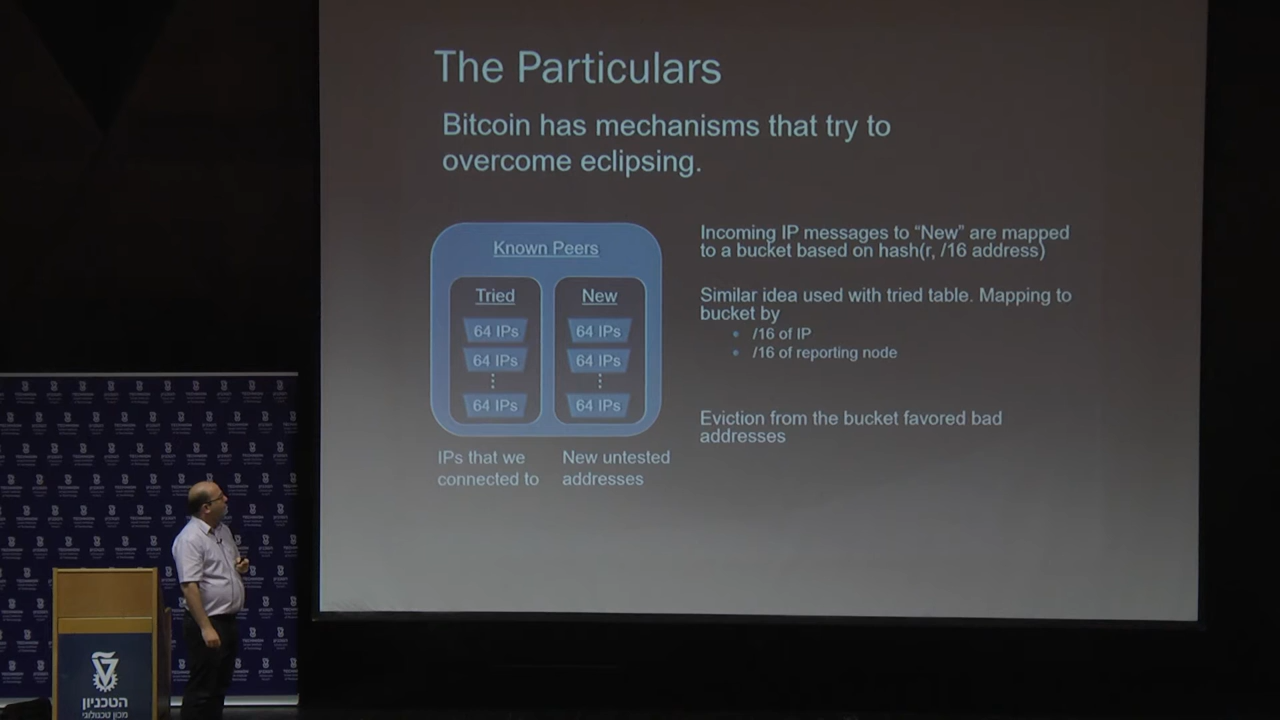 The Particulars
Bitcoin has mechanisms that try to
overcome eclipsing.
Known Peers
Tried
64 IPs
64 IPs
64 IPs
New
64 IPs
64 IPs
64 IPs
IPs that we
connected to
New untested
addresses
Incoming IP messages to “New” are mapped
to a bucket based on hash(r, /16 address)
Similar idea used with tried table. Mapping to
bucket by
• /16 of IP
• /16 of reporting node
Eviction from the bucket favored bad
addresses
הטכניון
מכון טכנולוגי